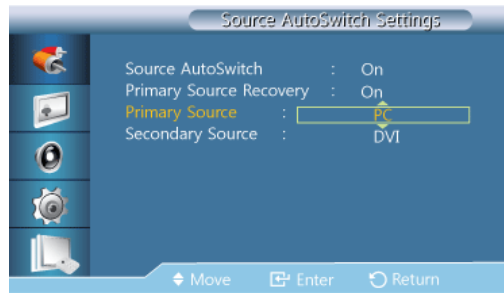 Source AutoSwitch Settings
Source AutoSwitch : On
Primary Source Recovery : On
Primary Source : PC
Secondary Source : DVI
Move Enter Return